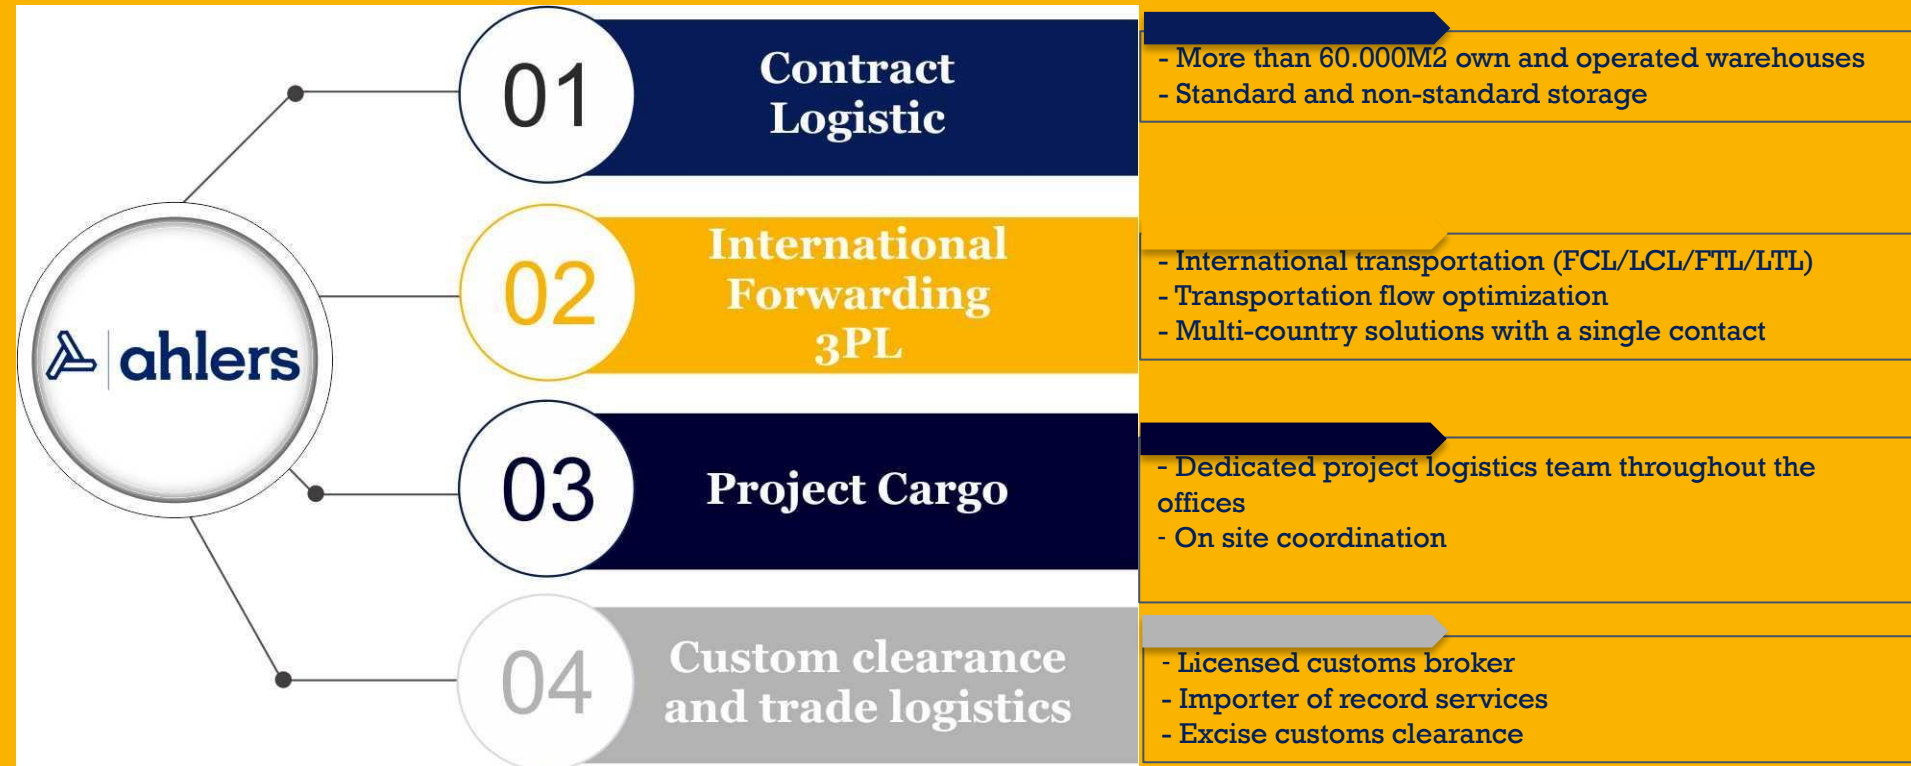 ahlers
01
Contract
Logistic
- More than 60.000M2 own and operated warehouses
- Standard and non-standard storage
02
International
Forwarding
3PL
- International transportation (FCL/LCL/FTL/LTL)
- Transportation flow optimization
- Multi-country solutions with a single contact
03
Project Cargo
- Dedicated project logistics team throughout the
offices
- On site coordination
04
Custom clearance
and trade logistics
- Licensed customs broker
- Importer of record services
- Excise customs clearance